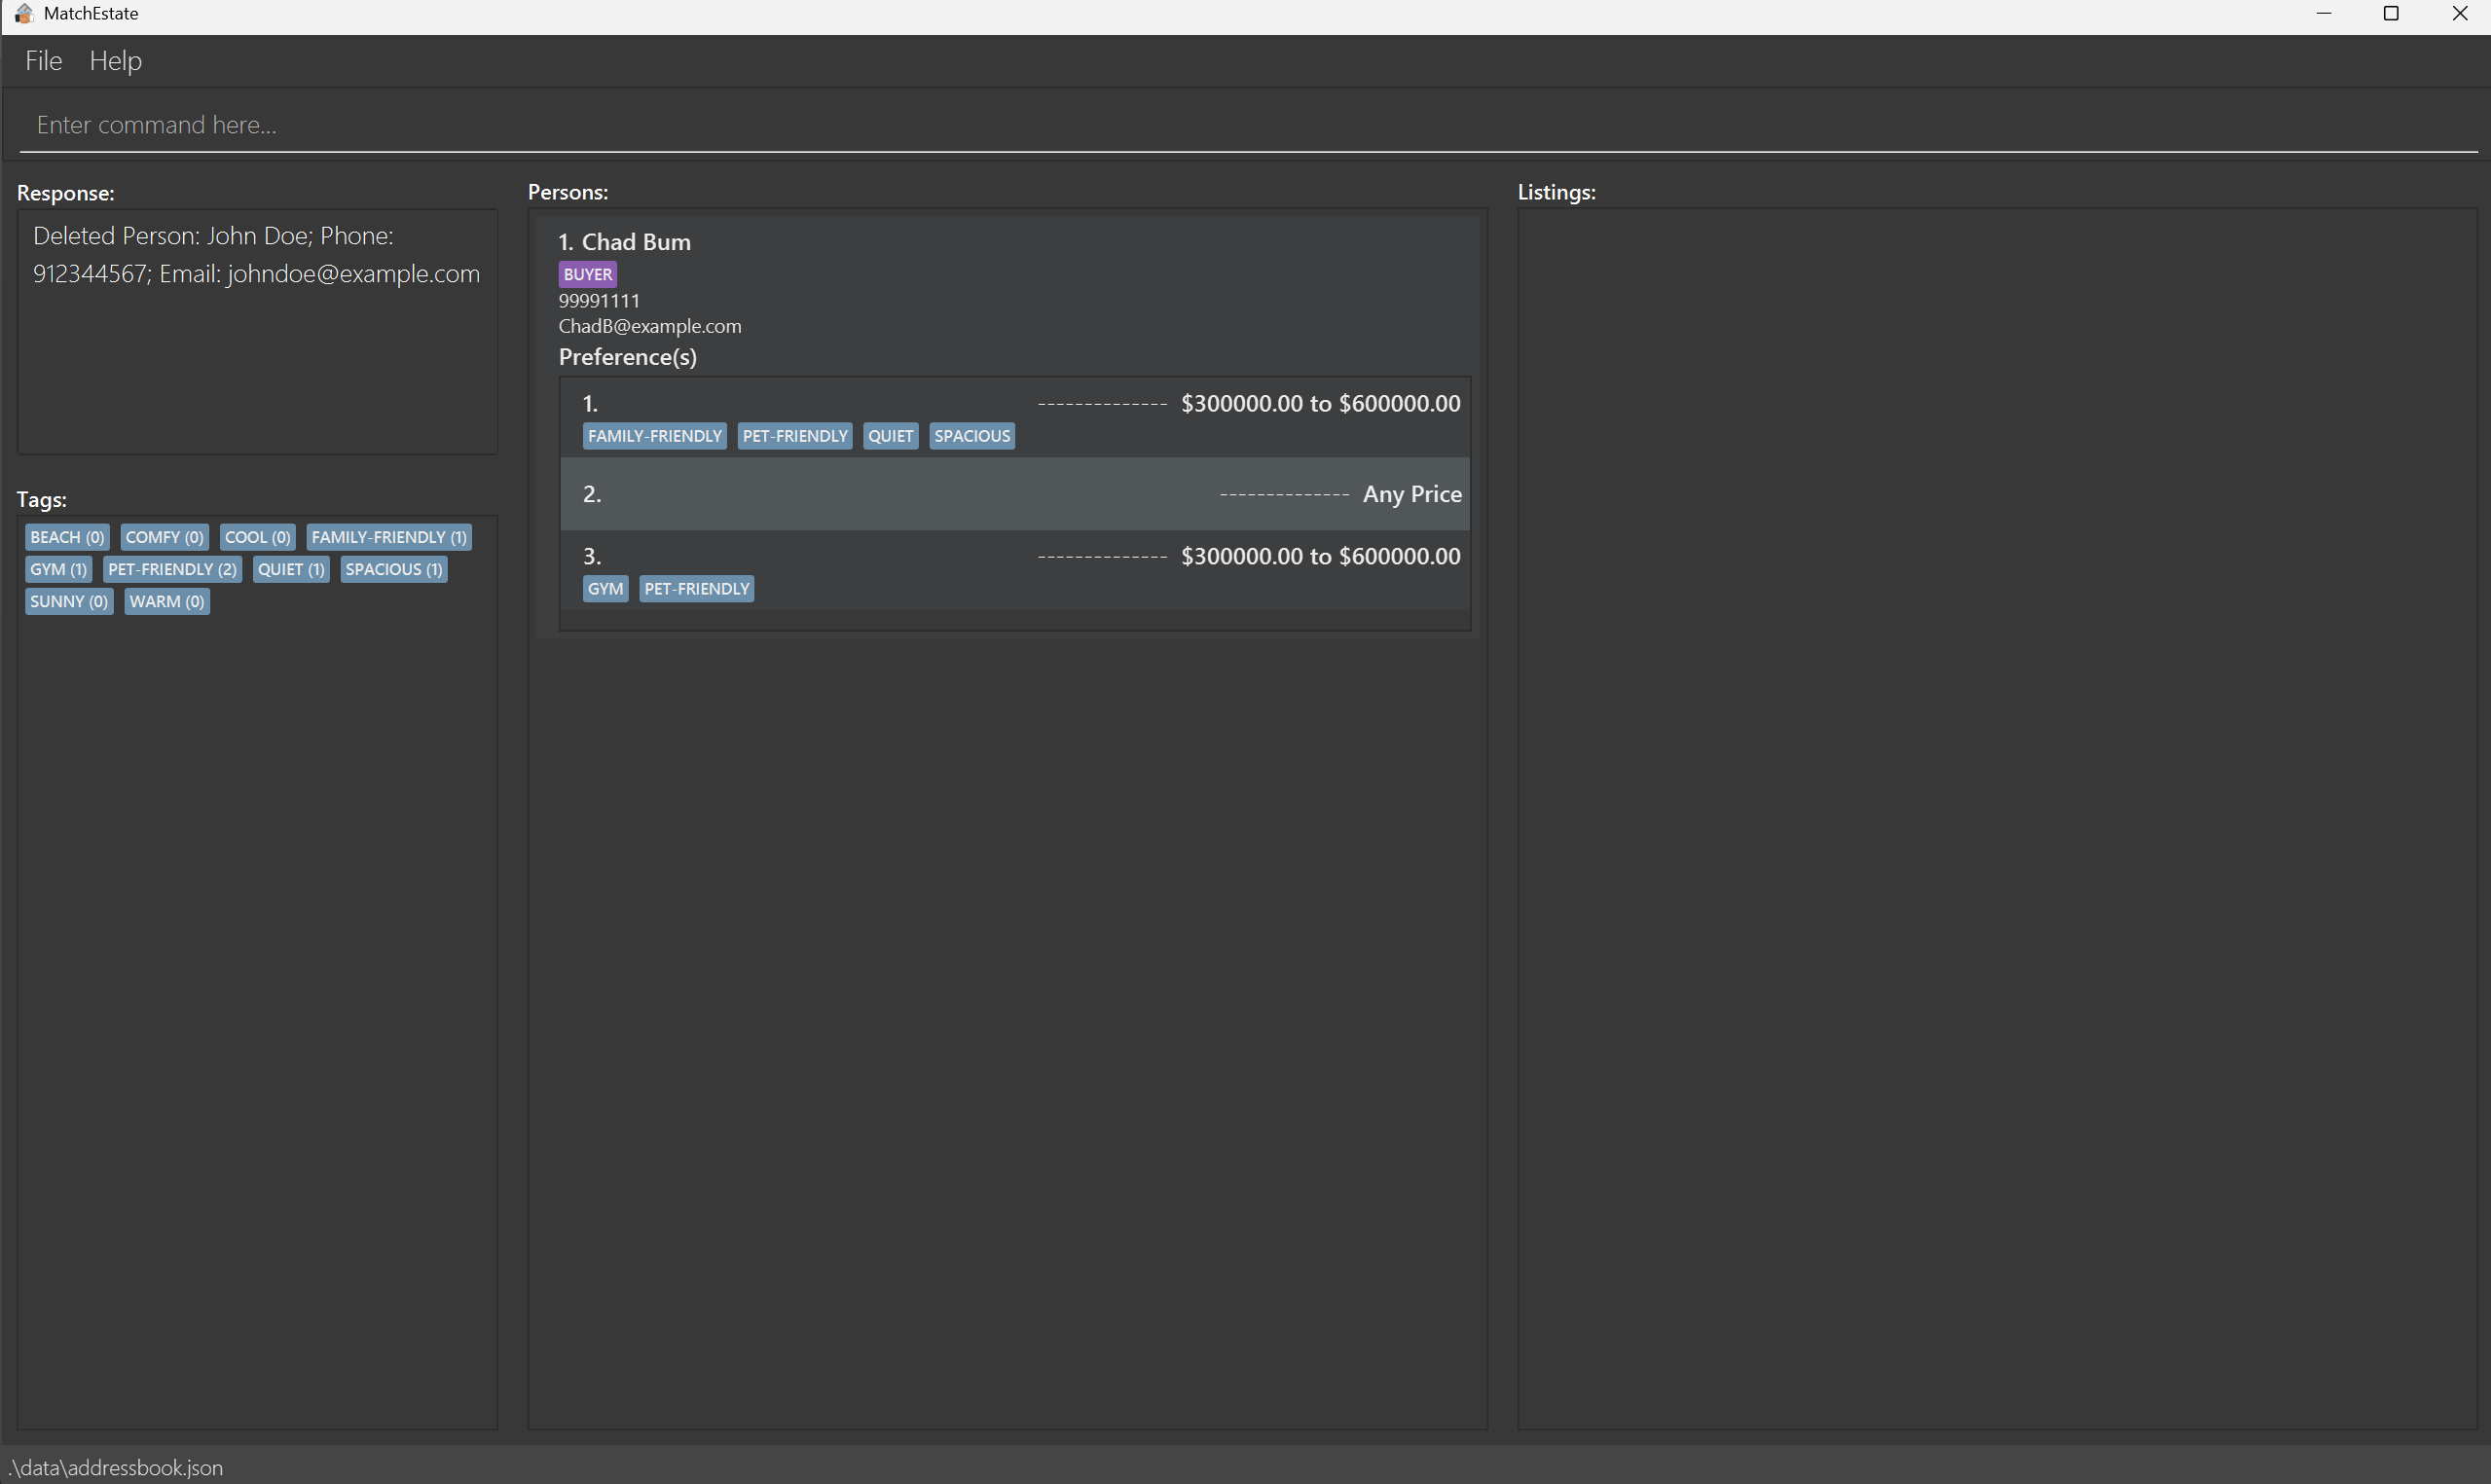 MatchEstate
File Help
Enter command here...
Response:
Deleted Person: John Doe; Phone:
912344567; Email: johndoe@example.com
Tags:
BEACH (0) COMFY (0) COOL (0) FAMILY-FRIENDLY (1)
GYM (1) PET-FRIENDLY (2) QUIET (1) SPACIOUS (1)
SUNNY (0) WARM (0)
Persons:
1. Chad Bum
BUYER
99991111
ChadB@example.com
Preference(s)
1. -------------- $300000.00 to $600000.00
FAMILY-FRIENDLY PET-FRIENDLY QUIET SPACIOUS
2. -------------- Any Price
3. -------------- $300000.00 to $600000.00
GYM PET-FRIENDLY
Listings:
.\data\addressbook.json